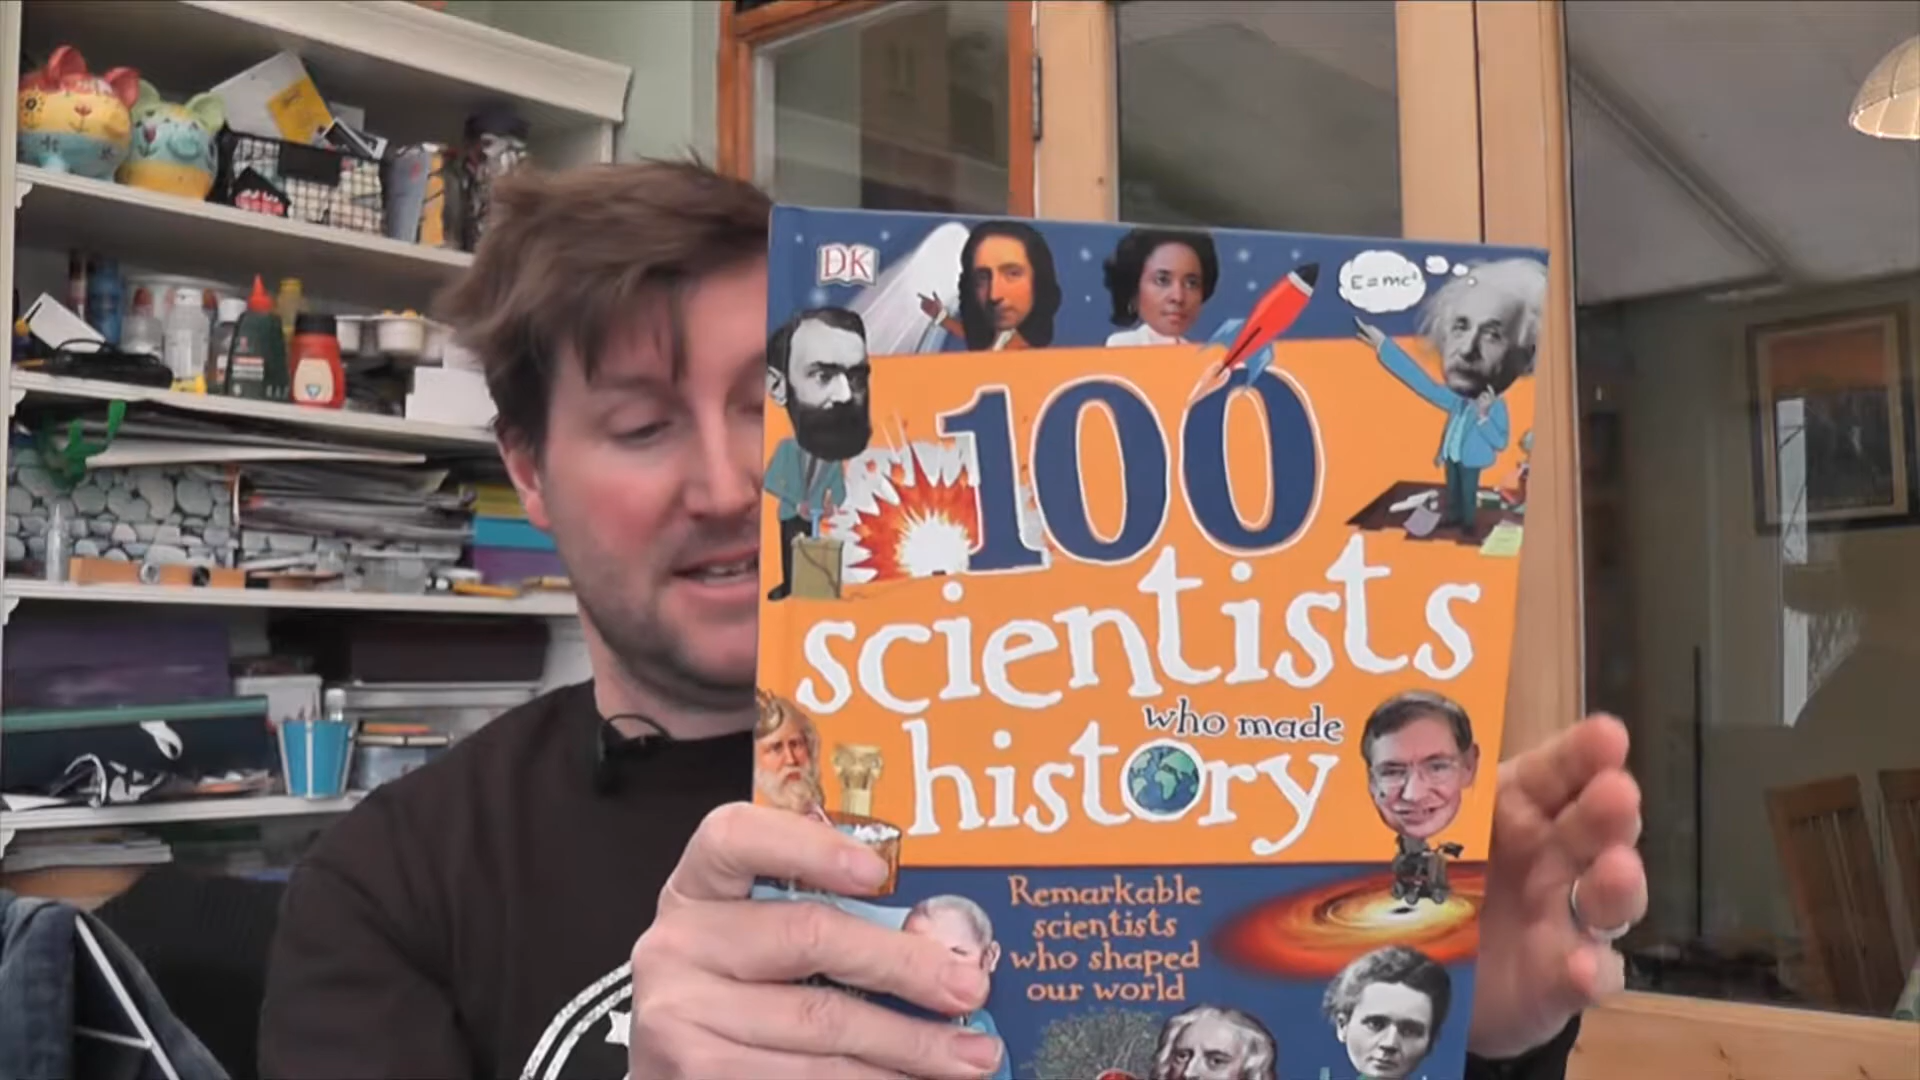 DK
E=mc²
100
scientists
who made
history
Remarkable
scientists
who shaped
our world